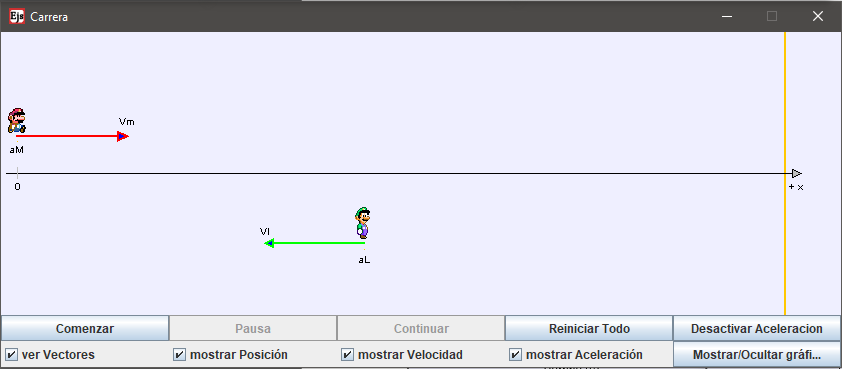 Ejs Carrera
Vm
aM
0
+ x
Vl
aL
Comenzar Pausa Continuar Reiniciar Todo Desactivar Aceleracion
ver Vectores mostrar Posición mostrar Velocidad mostrar Aceleración Mostrar/Ocultar gráfi...